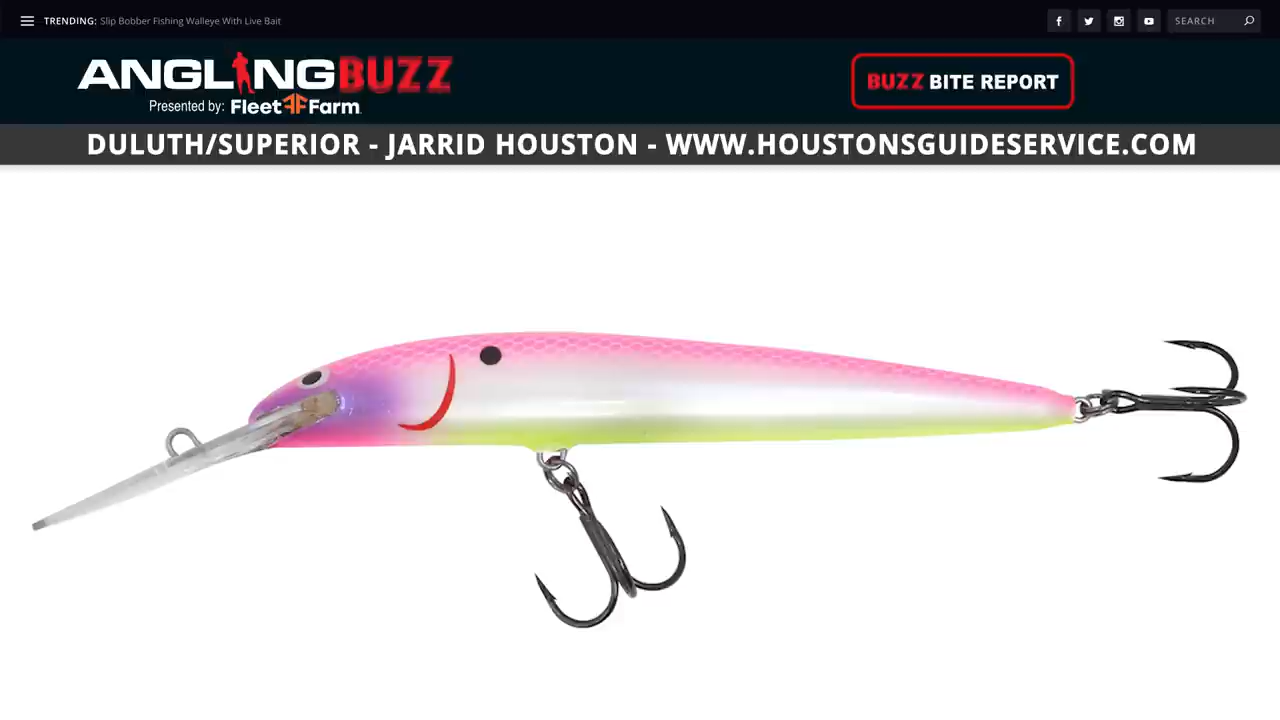 TRENDING: Slip Bobber Fishing Walleye With Live Bait
SEARCH
ANGLINGBUZZ
Presented by: Fleet Farm
BUZZ BITE REPORT
DULUTH/SUPERIOR - JARRID HOUSTON - WWW.HOUSTONSGUIDESERVICE.COM